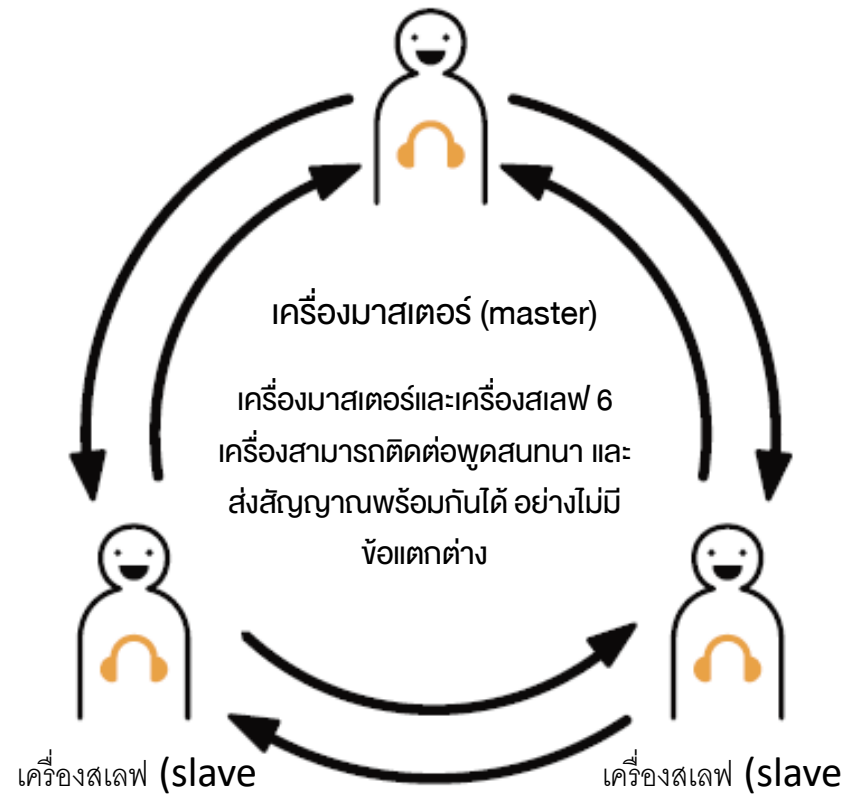 เครื่องมาสเตอร์ (master)
เครื่องมาสเตอร์และเครื่องสเลฟ 6
เครื่องสามารถติดต่อพูดสนทนา และ
ส่งสัญญาณพร้อมกันได้ อย่างไม่มี
ข้อแตกต่าง
เครื่องสเลฟ (slave
เครื่องสเลฟ (slave